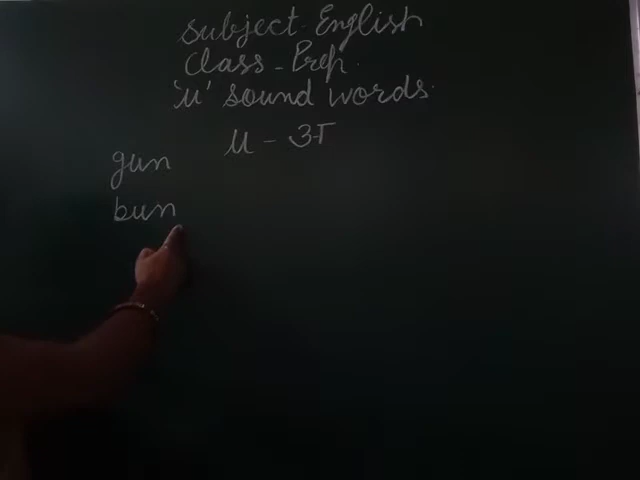 Subject - English
Class - Prep.
'u' sound words.
u - अ
gun
bun